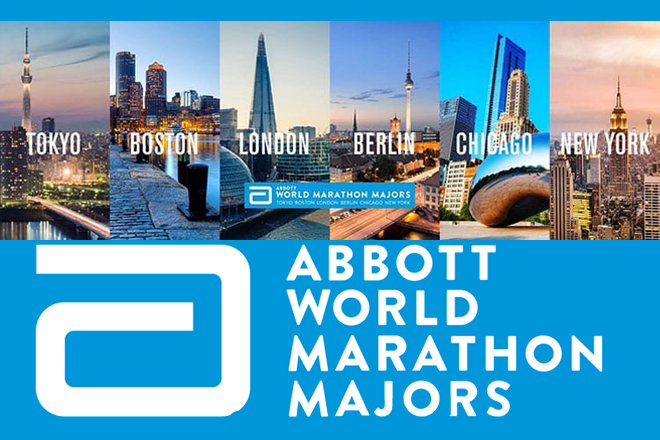 TOKYO
BOSTON
LONDON
BERLIN
CHICAGO
NEW YORK
ABBOTT
WORLD MARATHON MAJORS
TOKYO BOSTON LONDON BERLIN CHICAGO NEW YORK
ABBOTT
WORLD
MARATHON
MAJORS